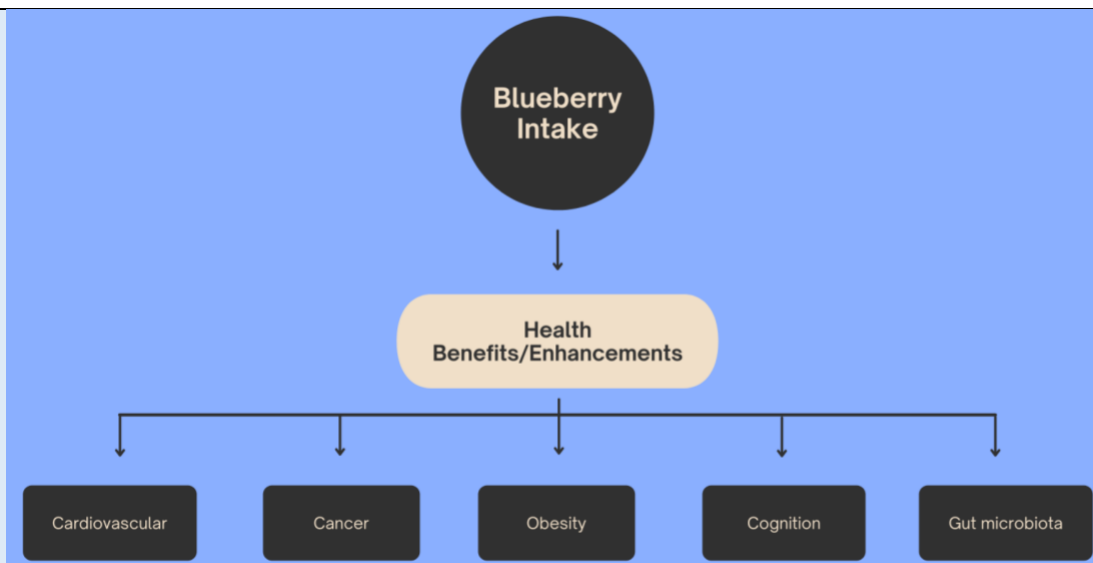 Blueberry
Intake
Health
Benefits/Enhancements
Cardiovascular
Cancer
Obesity
Cognition
Gut microbiota